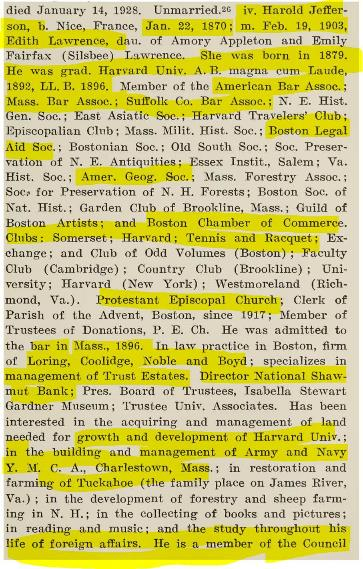 died January 14, 1928. Unmarried.26 iv. Harold Jeffer-
son, b. Nice, France, Jan. 22, 1870; m. Feb. 19, 1903,
Edith Lawrence, dau. of Amory Appleton and Emily
Fairfax (Silsbee) Lawrence. She was born in 1879.
He was grad. Harvard Univ. A. B. magna cum Laude,
1892, LL. B. 1896. Member of the American Bar Assoc.;
Mass. Bar Assoc.; Suffolk Co. Bar Assoc.; N. E. Hist.
Gen. Soc.; East Asiatic Soc.; Harvard Travelers' Club;
Episcopalian Club; Mass. Milit. Hist. Soc.; Boston Legal
Aid Soc.; Bostonian Soc.; Old South Soc.; Soc. Preser-
vation of N. E. Antiquities; Essex Instit., Salem; Va.
Hist. Soc.; Amer. Geog. Soc.; Mass. Forestry Assoc.;
Soc. for Preservation of N. H. Forests; Boston Soc. of
Nat. Hist.; Garden Club of Brookline, Mass.; Guild of
Boston Artists; and Boston Chamber of Commerce.
Clubs: Somerset; Harvard; Tennis and Racquet; Ex-
change; and Club of Odd Volumes (Boston); Faculty
Club (Cambridge); Country Club (Brookline); Uni-
versity; Harvard (New York); Westmoreland (Rich-
mond, Va.). Protestant Episcopal Church; Clerk of
Parish of the Advent, Boston, since 1917; Member of
Trustees of Donations, P. E. Ch. He was admitted to
the bar in Mass., 1896. In law practice in Boston, firm
of Loring, Coolidge, Noble and Boyd; specializes in
management of Trust Estates. Director National Shaw-
mut Bank; Pres. Board of Trustees, Isabella Stewart
Gardner Museum; Trustee Univ. Associates. Has been
interested in the acquiring and management of land
needed for growth and development of Harvard Univ.;
in the building and management of Army and Navy
Y. M. C. A., Charlestown, Mass.; in restoration and
farming of Tuckahoe (the family place on James River,
Va.); in the development of forestry and sheep farm-
ing in N. H.; in the collecting of books and pictures;
in reading and music; and the study throughout his
life of foreign affairs. He is a member of the Council